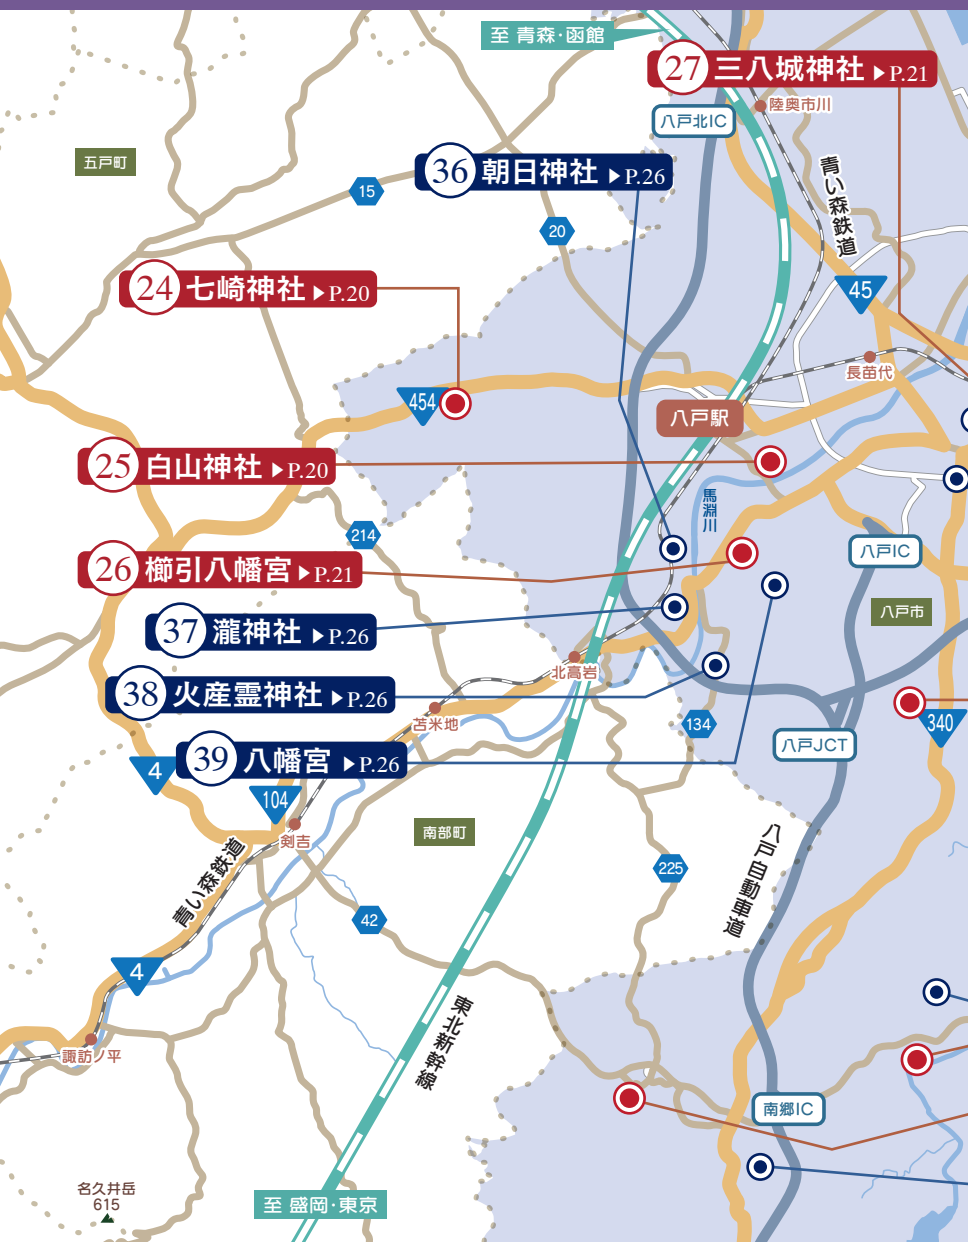 至 青森・函館
27 三八城神社 ▶P.21
陸奥市川
八戸北IC
五戸町
36 朝日神社 ▶P.26
青い森鉄道
15
20
24 七崎神社 ▶P.20
45
長苗代
454
八戸駅
25 白山神社 ▶P.20
馬淵川
214
八戸IC
26 櫛引八幡宮 ▶P.21
八戸市
37 瀧神社 ▶P.26
北高岩
38 火産霊神社 ▶P.26
苫米地
134
340
八戸JCT
39 八幡宮 ▶P.26
4
104
剣吉
南部町
八戸自動車道
青い森鉄道
225
42
4
東北新幹線
諏訪ノ平
南郷IC
名久井岳
615
至 盛岡・東京